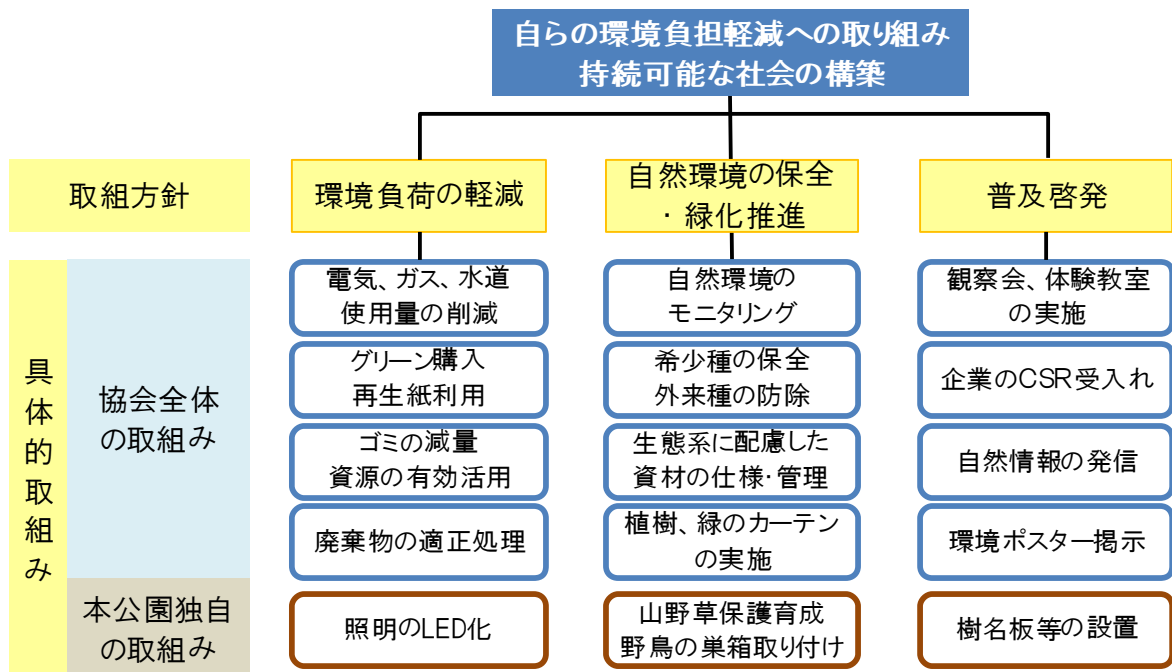 自らの環境負担軽減への取り組み
持続可能な社会の構築
取組方針
環境負荷の軽減
自然環境の保全
・緑化推進
普及啓発
具体的取組み
協会全体
の取組み
電気、ガス、水道
使用量の削減
自然環境の
モニタリング
観察会、体験教室
の実施
グリーン購入
再生紙利用
希少種の保全
外来種の防除
企業のCSR受入れ
ゴミの減量
資源の有効活用
生態系に配慮した
資材の仕様・管理
自然情報の発信
廃棄物の適正処理
植樹、緑のカーテン
の実施
環境ポスター掲示
本公園独自
の取組み
照明のLED化
山野草保護育成
野鳥の巣箱取り付け
樹名板等の設置